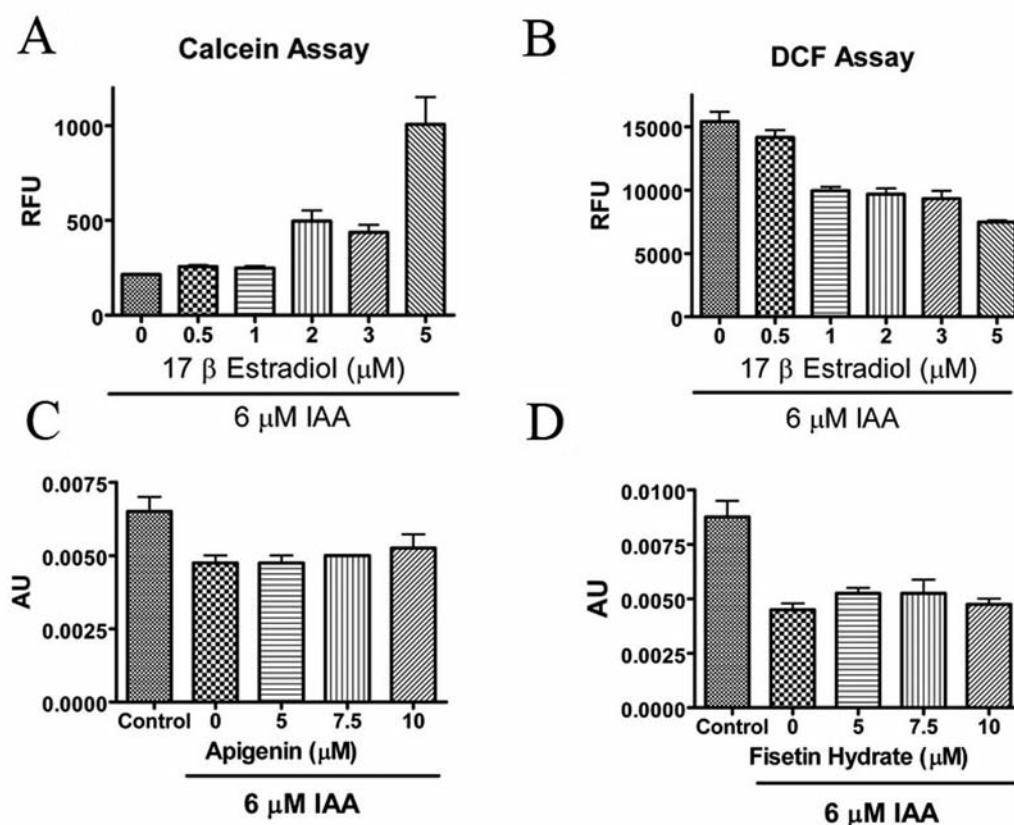 A
Calcein Assay
1000
500
0
RFU
0 0.5 1 2 3 5
17 β Estradiol (μM)
6 μM IAA
B
DCF Assay
15000
10000
5000
0
RFU
0 0.5 1 2 3 5
17 β Estradiol (μM)
6 μM IAA
C
0.0075
0.0050
0.0025
0.0000
AU
Control 0 5 7.5 10
Apigenin (μM)
6 μM IAA
D
0.0100
0.0075
0.0050
0.0025
0.0000
AU
Control 0 5 7.5 10
Fisetin Hydrate (μM)
6 μM IAA